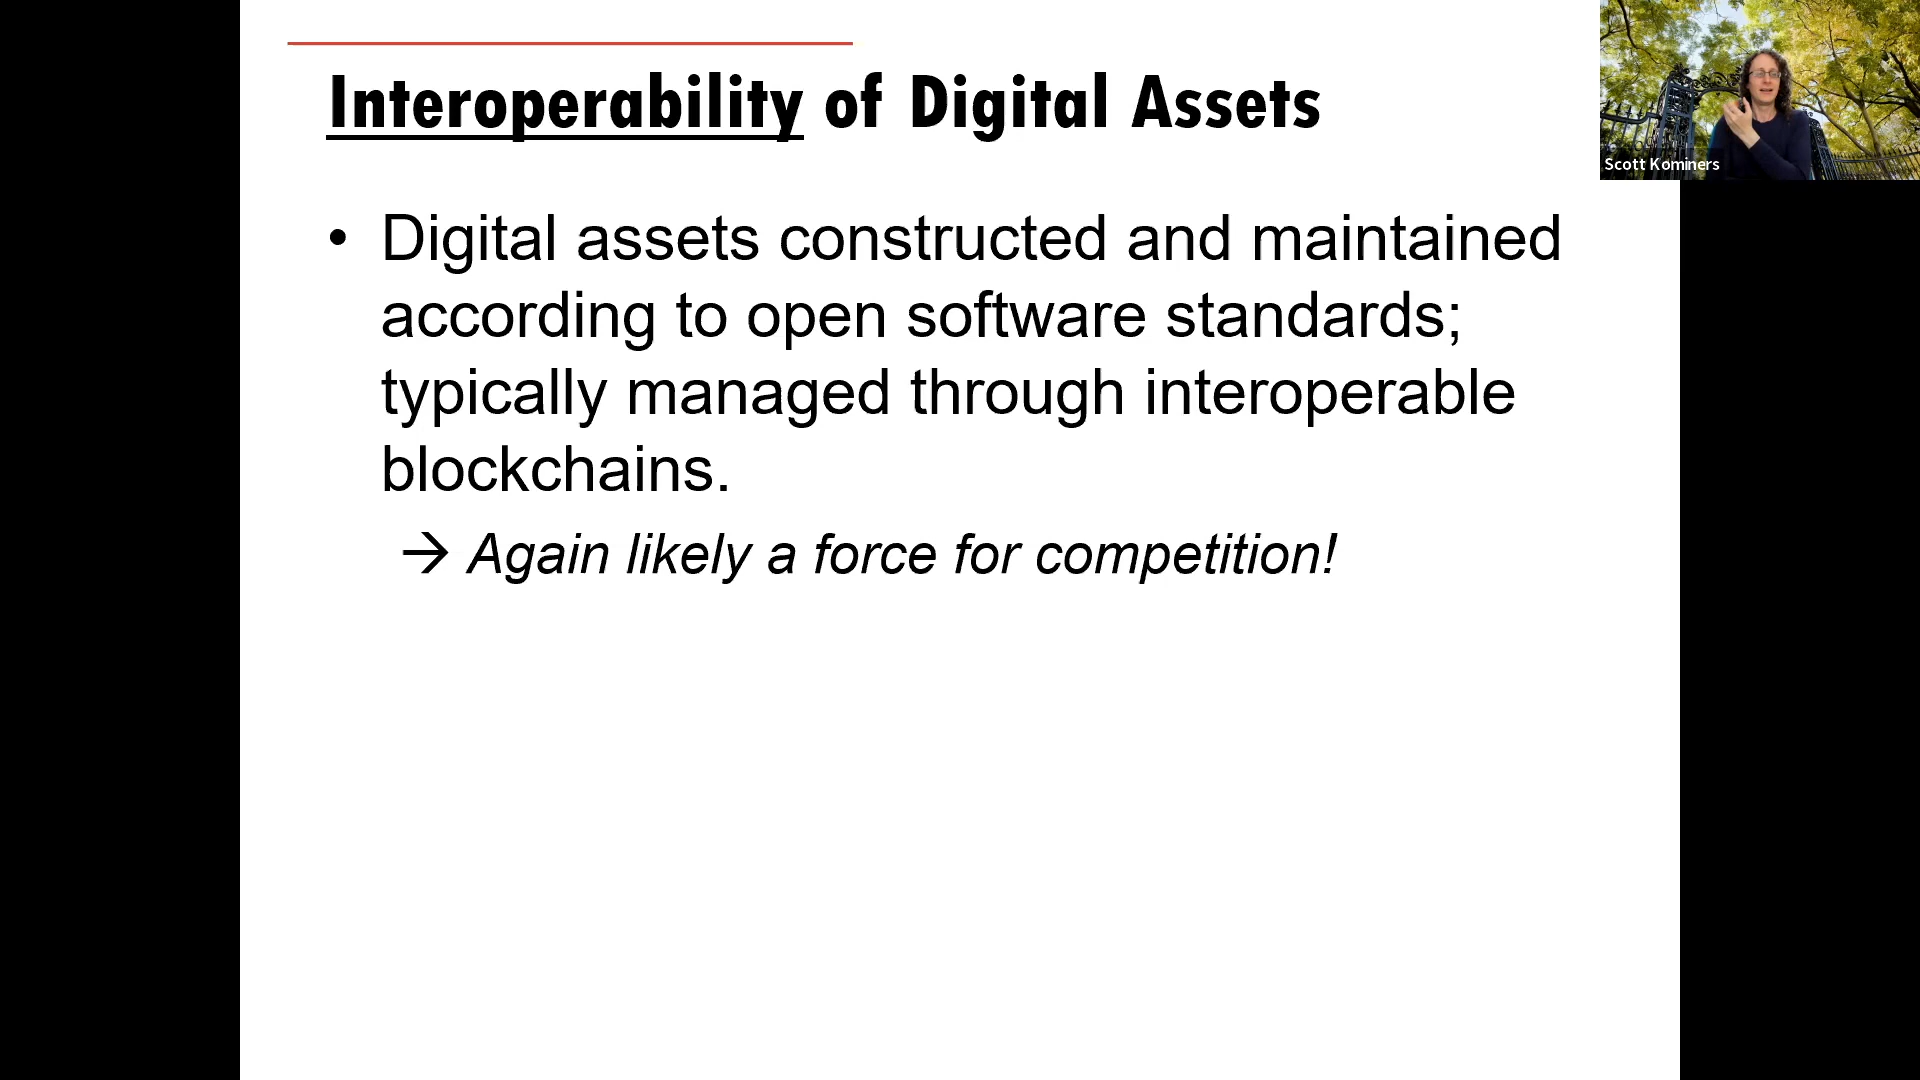 Interoperability of Digital Assets
Scott Kominers
• Digital assets constructed and maintained
according to open software standards;
typically managed through interoperable
blockchains.
→ Again likely a force for competition!